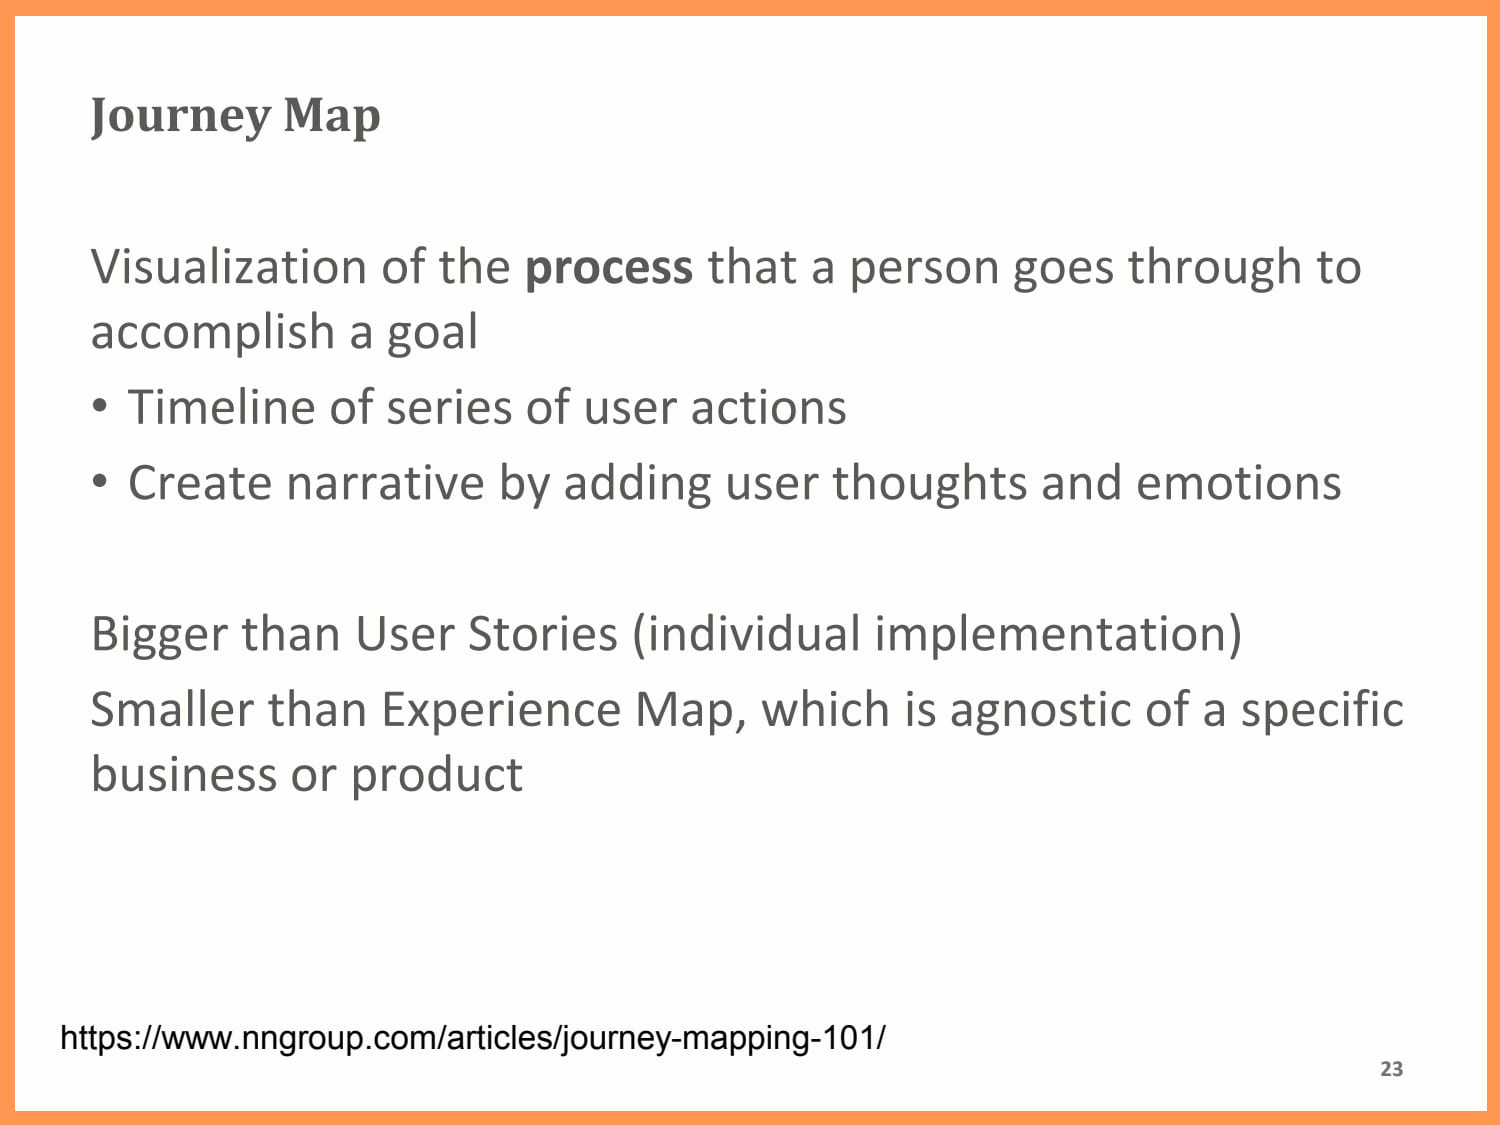 Journey Map
Visualization of the process that a person goes through to
accomplish a goal
• Timeline of series of user actions
• Create narrative by adding user thoughts and emotions
Bigger than User Stories (individual implementation)
Smaller than Experience Map, which is agnostic of a specific
business or product
https://www.nngroup.com/articles/journey-mapping-101/
23